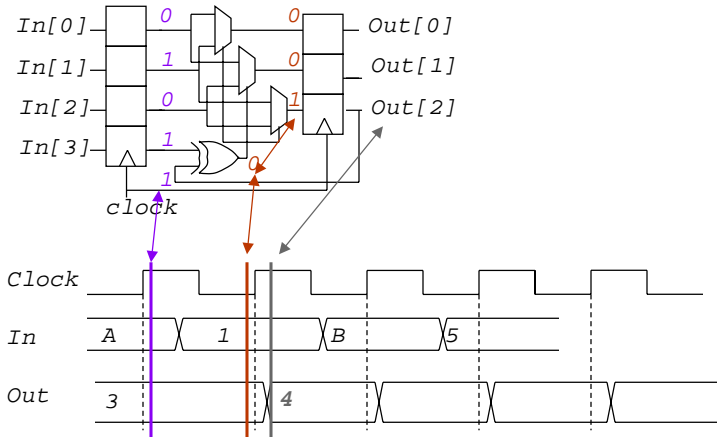 In[0] 0 0 Out[0]
In[1] 1 0 Out[1]
In[2] 0 1 Out[2]
In[3] 1 0
1
clock
Clock
In A 1 B 5
Out 3 4